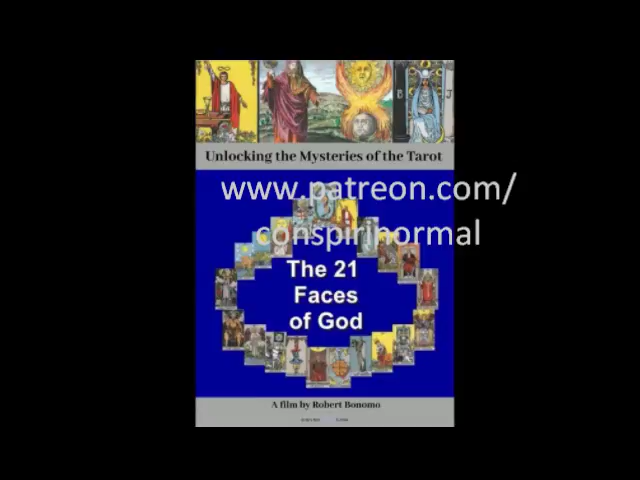 B J
Unlocking the Mysteries of the Tarot
www.patreon.com/
conspirinormal
The 21
Faces
of God
A film by Robert Bonomo